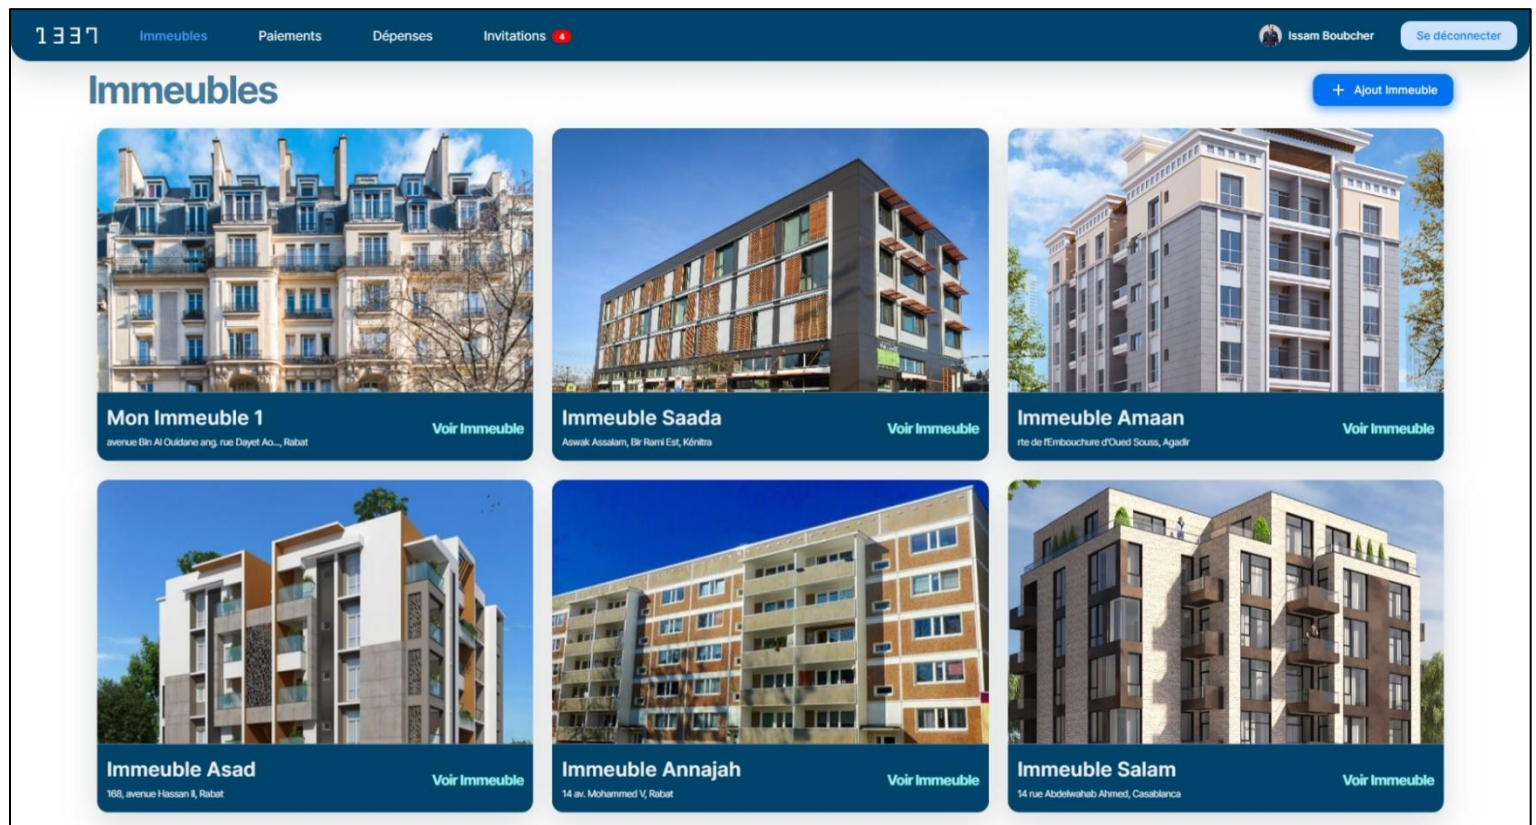 1337
Immeubles
Paiements
Dépenses
Invitations 4
Issam Boubcher
Se déconnecter
Immeubles
+ Ajout Immeuble
Mon Immeuble 1
avenue Bin Al Ouidane ang. rue Dayet Ao..., Rabat
Voir Immeuble
Immeuble Saada
Aswak Assalam, Bir Rami Est, Kénitra
Voir Immeuble
Immeuble Amaan
rte de l'Embouchure d'Oued Souss, Agadir
Voir Immeuble
Immeuble Asad
168, avenue Hassan II, Rabat
Voir Immeuble
Immeuble Annajah
14 av. Mohammed V, Rabat
Voir Immeuble
Immeuble Salam
14 rue Abdelwahab Ahmed, Casablanca
Voir Immeuble